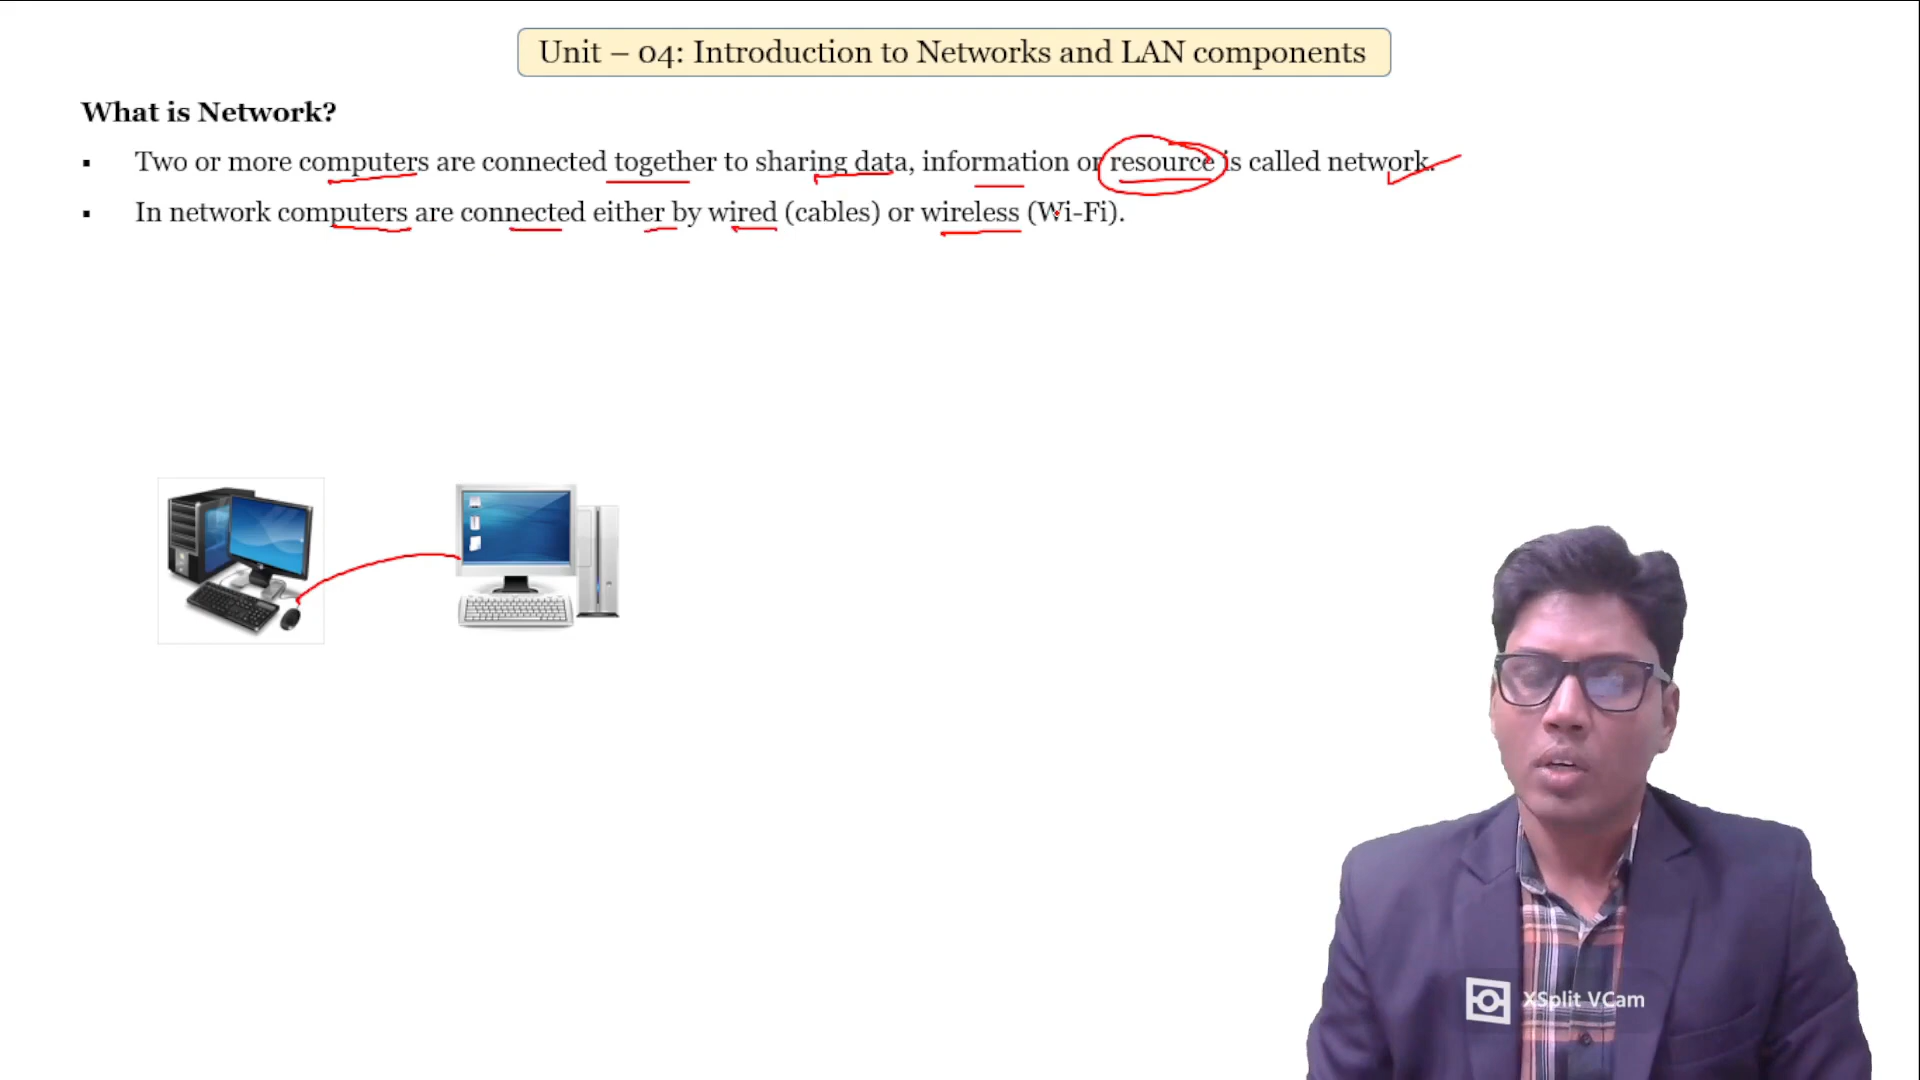 Unit – 04: Introduction to Networks and LAN components
What is Network?
▪ Two or more computers are connected together to sharing data, information or resource is called network.
▪ In network computers are connected either by wired (cables) or wireless (Wi-Fi).
XSplit VCam